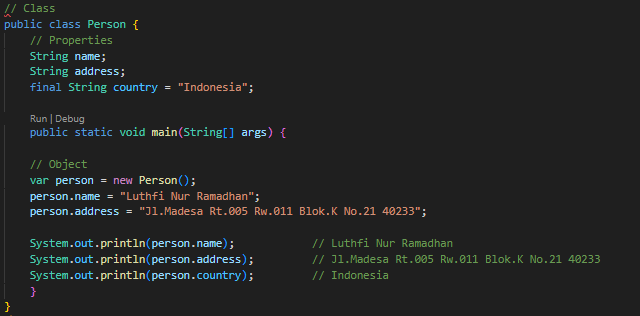 // Class
public class Person {
// Properties
String name;
String address;
final String country = "Indonesia";
Run | Debug
public static void main(String[] args) {
// Object
var person = new Person();
person.name = "Luthfi Nur Ramadhan";
person.address = "Jl.Madesa Rt.005 Rw.011 Blok.K No.21 40233";
System.out.println(person.name); // Luthfi Nur Ramadhan
System.out.println(person.address); // Jl.Madesa Rt.005 Rw.011 Blok.K No.21 40233
System.out.println(person.country); // Indonesia
}
}